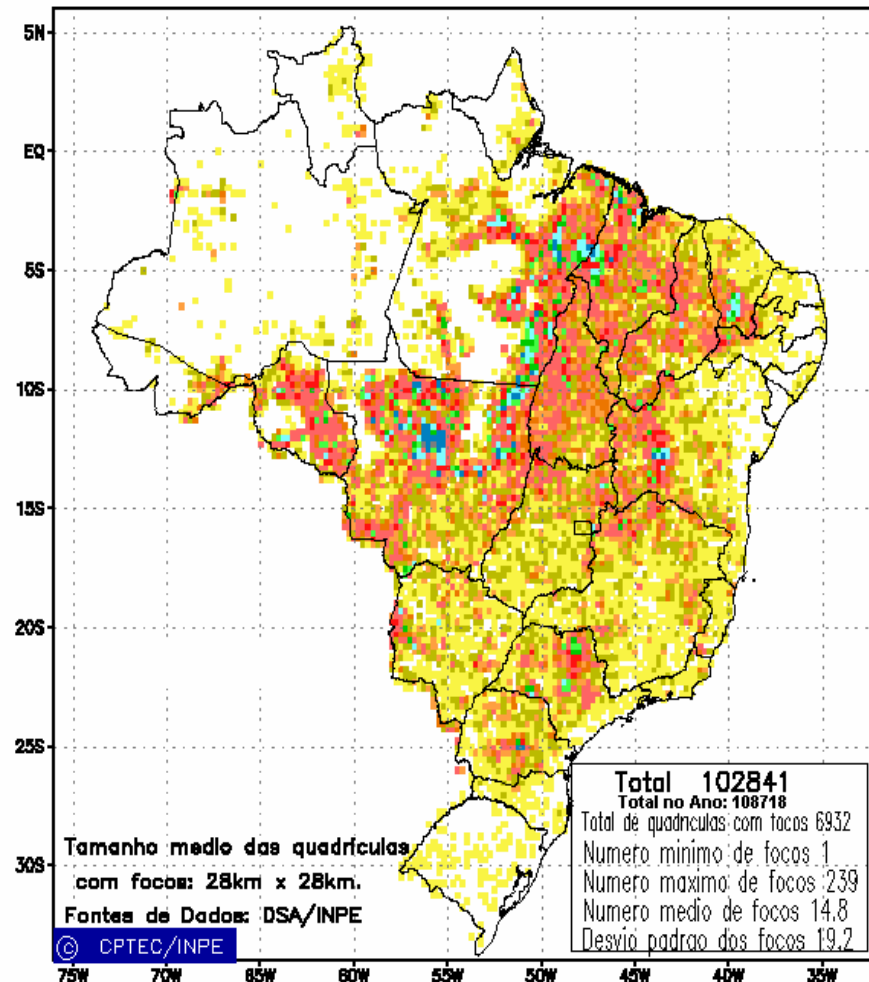 5N
EQ
5S
10S
15S
20S
25S
30S
75W
70W
65W
60W
55W
50W
45W
40W
35W
Tamanho medio das quadrículas
com focos: 28km x 28km.
Fontes de Dados: DSA/INPE
© CPTEC/INPE
Total 102841
Total no Ano: 108718
Total de quadriculas com focos 6932
Numero minimo de focos 1
Numero maximo de focos 239
Numero medio de focos 14.8
Desvio padrao dos focos 19.2